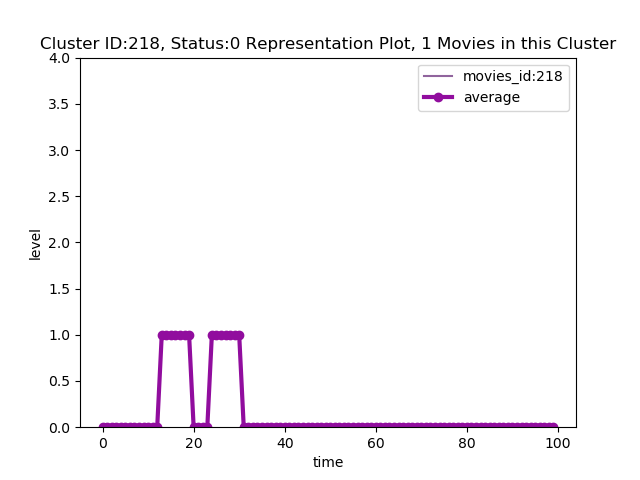 Cluster ID:218, Status:0 Representation Plot, 1 Movies in this Cluster
movies_id:218
average
4.0
3.5
3.0
2.5
2.0
1.5
1.0
0.5
0.0
level
0 20 40 60 80 100
time